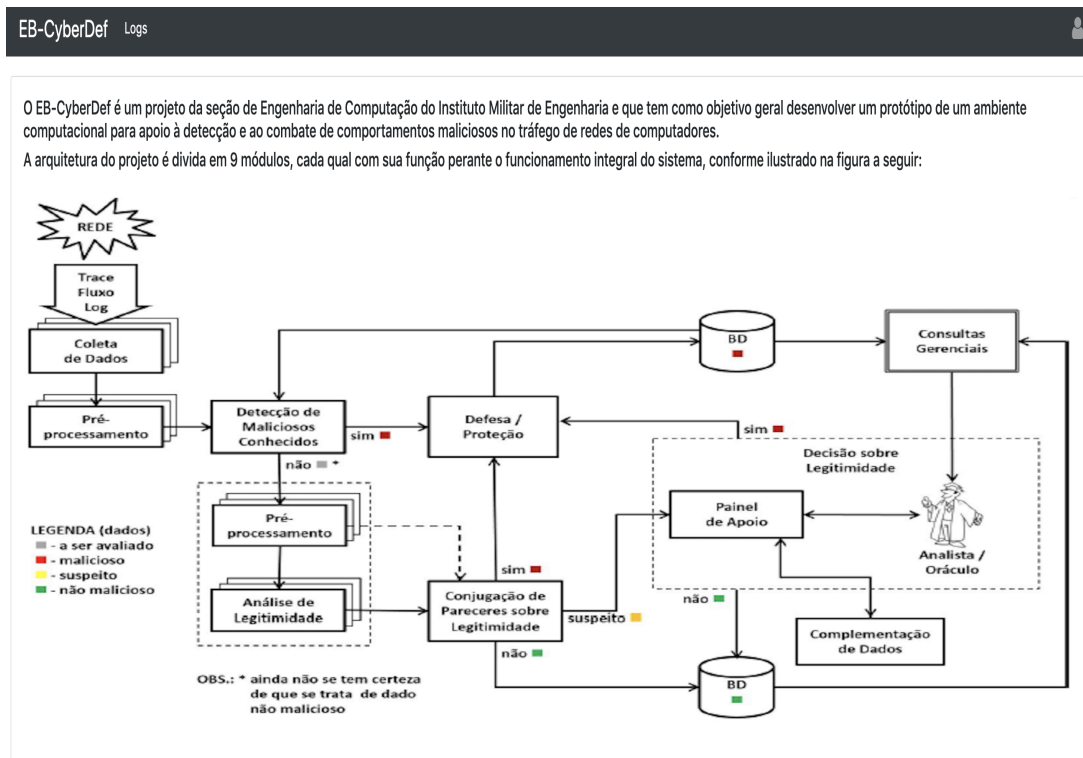 EB-CyberDef Logs
O EB-CyberDef é um projeto da seção de Engenharia de Computação do Instituto Militar de Engenharia e que tem como objetivo geral desenvolver um protótipo de um ambiente
computacional para apoio à detecção e ao combate de comportamentos maliciosos no tráfego de redes de computadores.
A arquitetura do projeto é divida em 9 módulos, cada qual com sua função perante o funcionamento integral do sistema, conforme ilustrado na figura a seguir:
REDE
Trace
Fluxo
Log
Coleta
de Dados
Pré-
processamento
Detecção de
Maliciosos
Conhecidos
sim
não *
Defesa /
Proteção
BD
Consultas
Gerenciais
sim
Decisão sobre
Legitimidade
Painel
de Apoio
Analista /
Oráculo
LEGENDA (dados)
- a ser avaliado
- malicioso
- suspeito
- não malicioso
Pré-
processamento
Análise de
Legitimidade
sim
Conjugação de
Pareceres sobre
Legitimidade
suspeito
não
não
Complementação
de Dados
BD
OBS.: * ainda não se tem certeza
de que se trata de dado
não malicioso